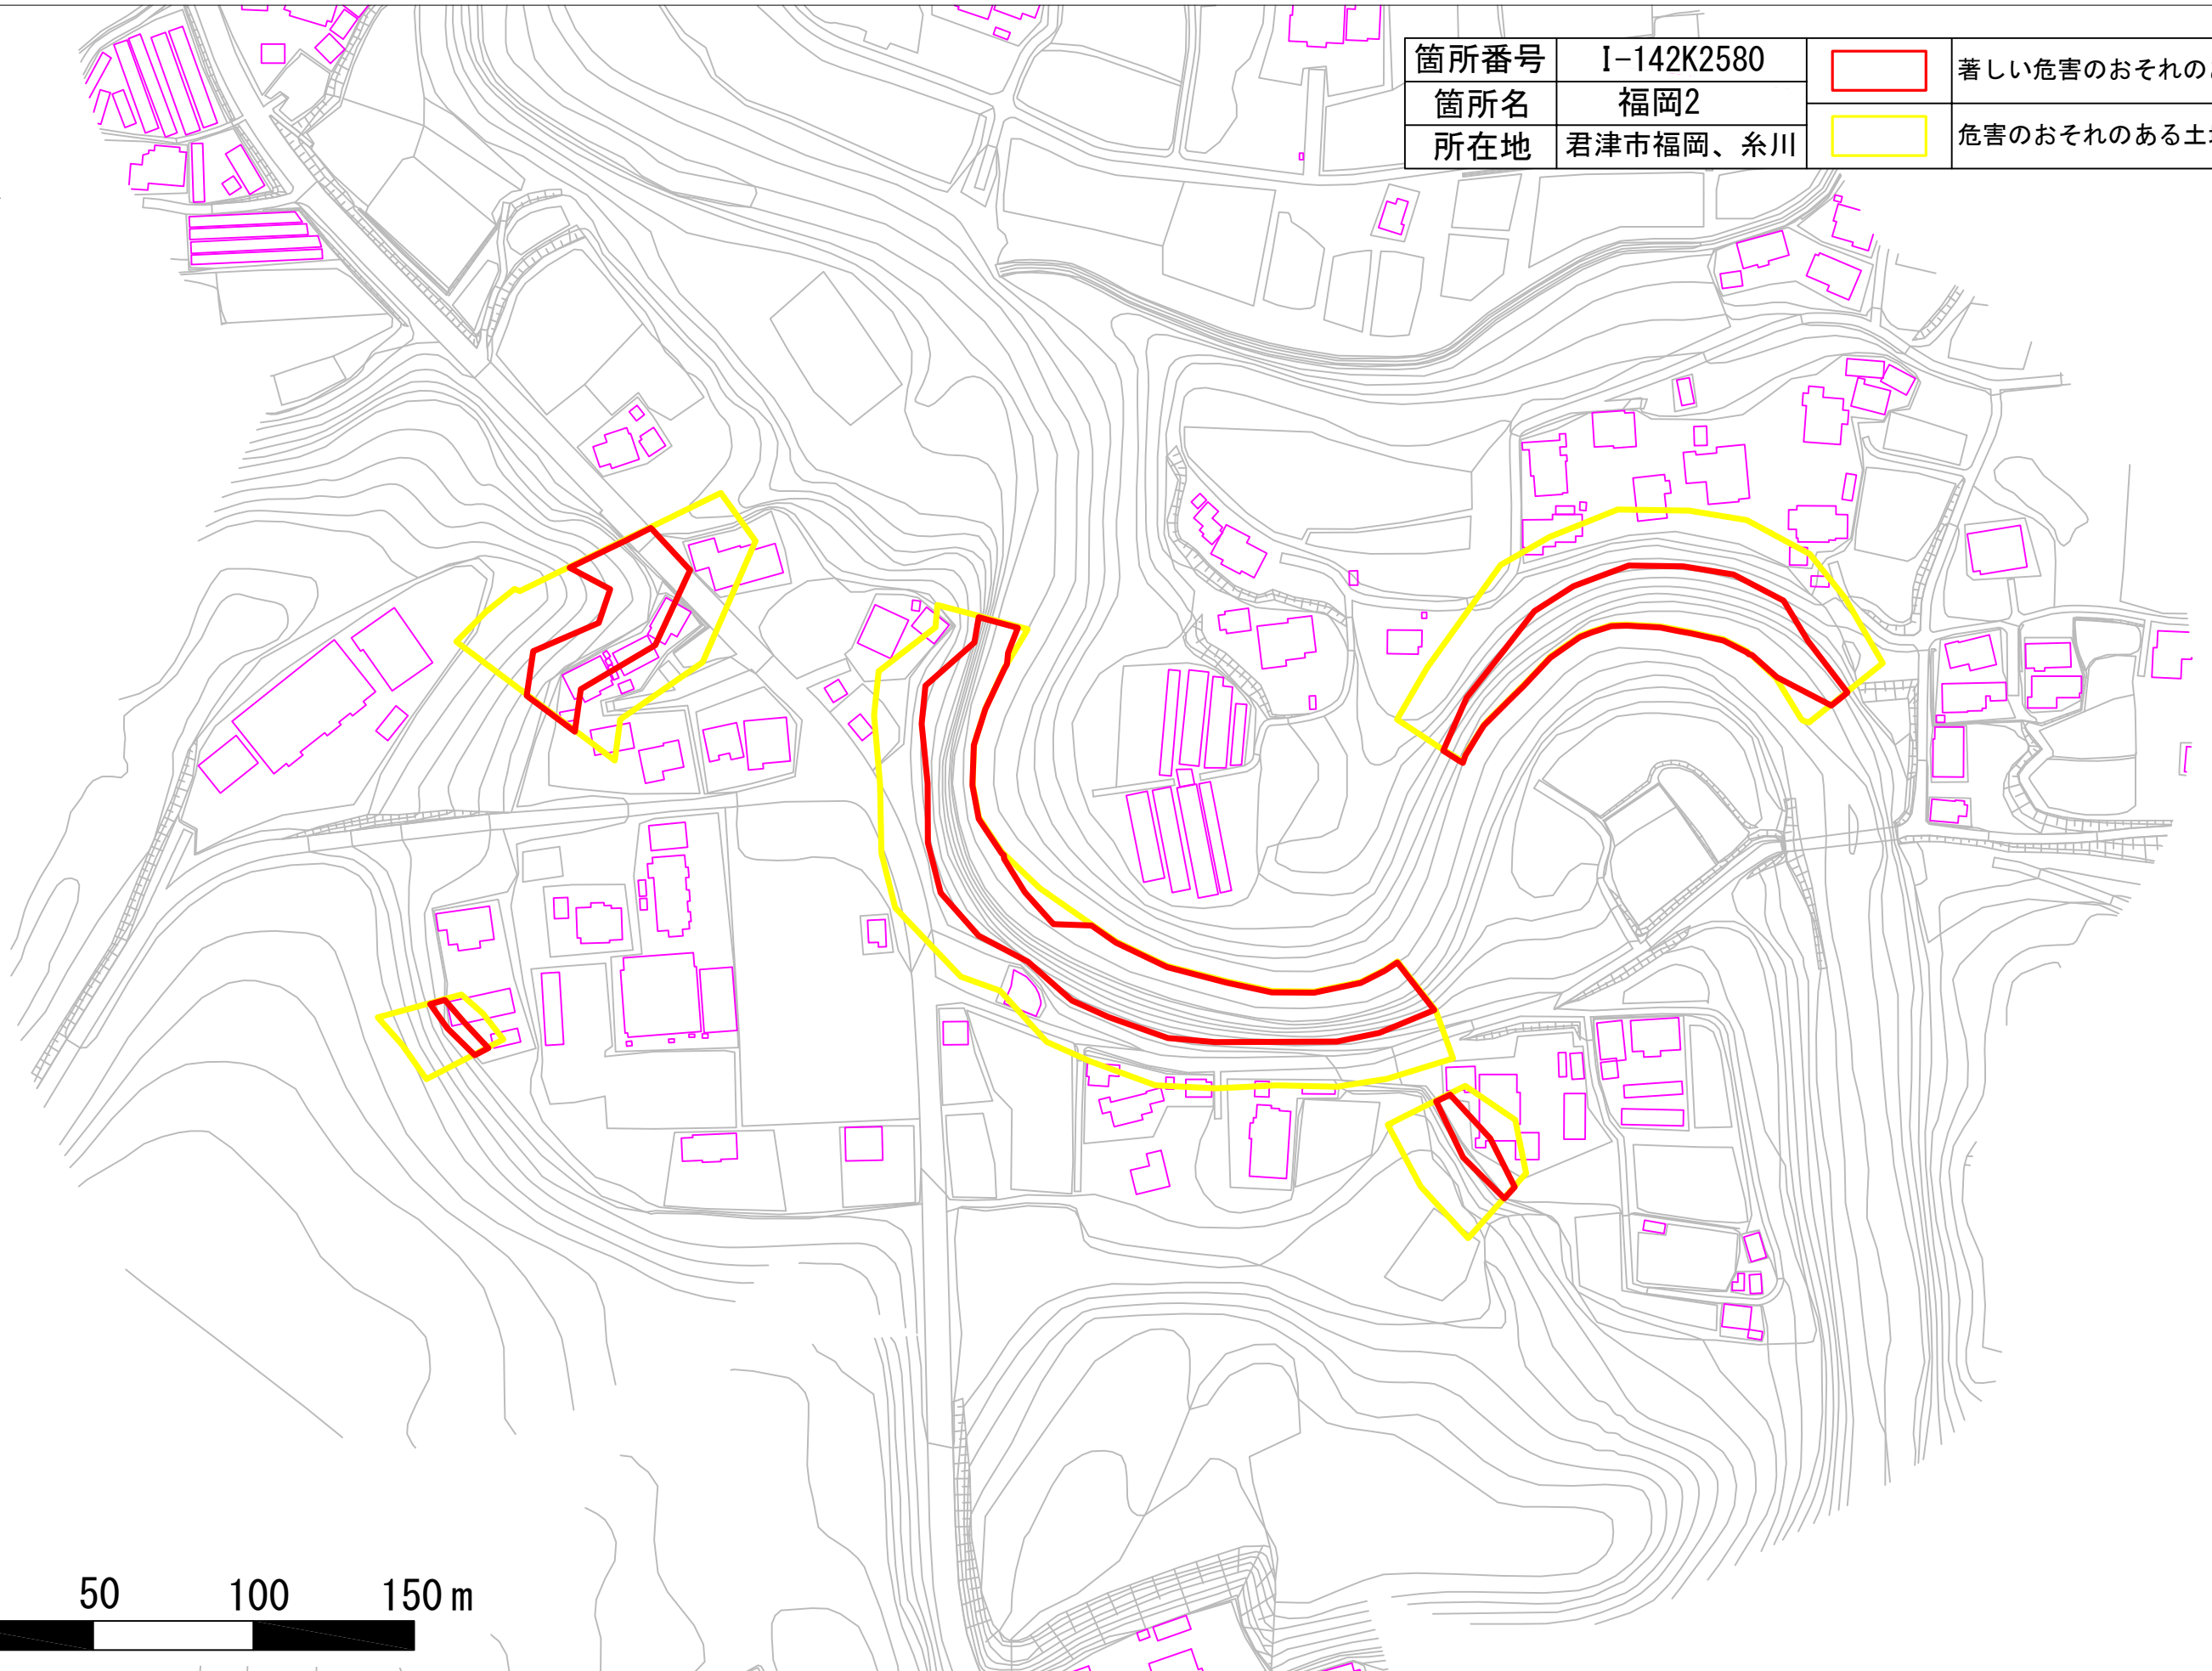 箇所番号 I-142K2580
箇所名 福岡2
所在地 君津市福岡、糸川
著しい危害のおそれの
危害のおそれのある土
50 100 150m